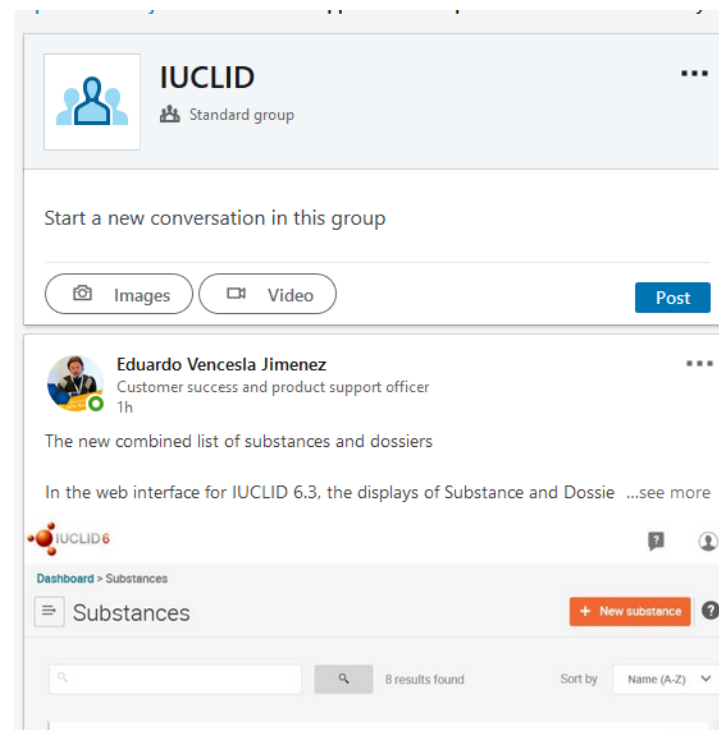 IUCLID
Standard group
Start a new conversation in this group
Images
Video
Post
Eduardo Vencesla Jimenez
Customer success and product support officer
1h
The new combined list of substances and dossiers
In the web interface for IUCLID 6.3, the displays of Substance and Dossie ...see more
IUCLID 6
Dashboard > Substances
Substances
+ New substance
8 results found
Sort by
Name (A-Z)